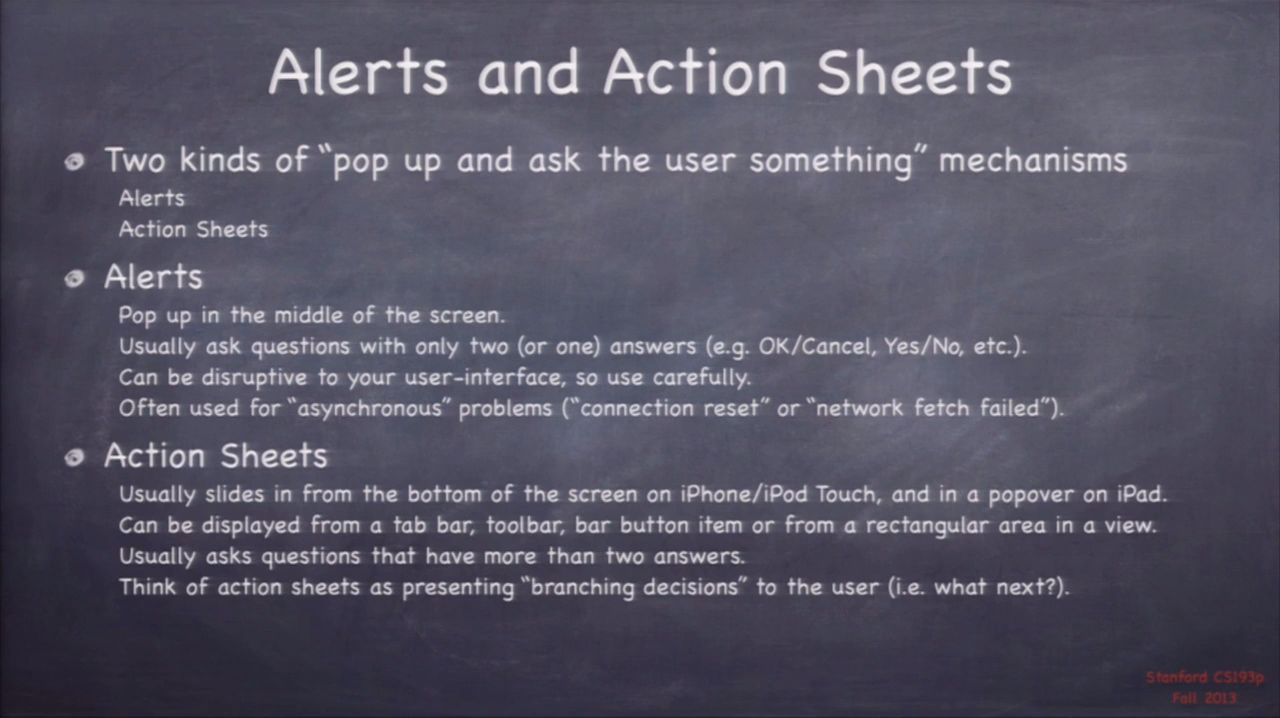 Alerts and Action Sheets
Two kinds of “pop up and ask the user something” mechanisms
Alerts
Action Sheets
Alerts
Pop up in the middle of the screen.
Usually ask questions with only two (or one) answers (e.g. OK/Cancel, Yes/No, etc.).
Can be disruptive to your user-interface, so use carefully.
Often used for “asynchronous” problems (“connection reset” or “network fetch failed”).
Action Sheets
Usually slides in from the bottom of the screen on iPhone/iPod Touch, and in a popover on iPad.
Can be displayed from a tab bar, toolbar, bar button item or from a rectangular area in a view.
Usually asks questions that have more than two answers.
Think of action sheets as presenting “branching decisions” to the user (i.e. what next?).
Stanford CS193p
Fall 2013